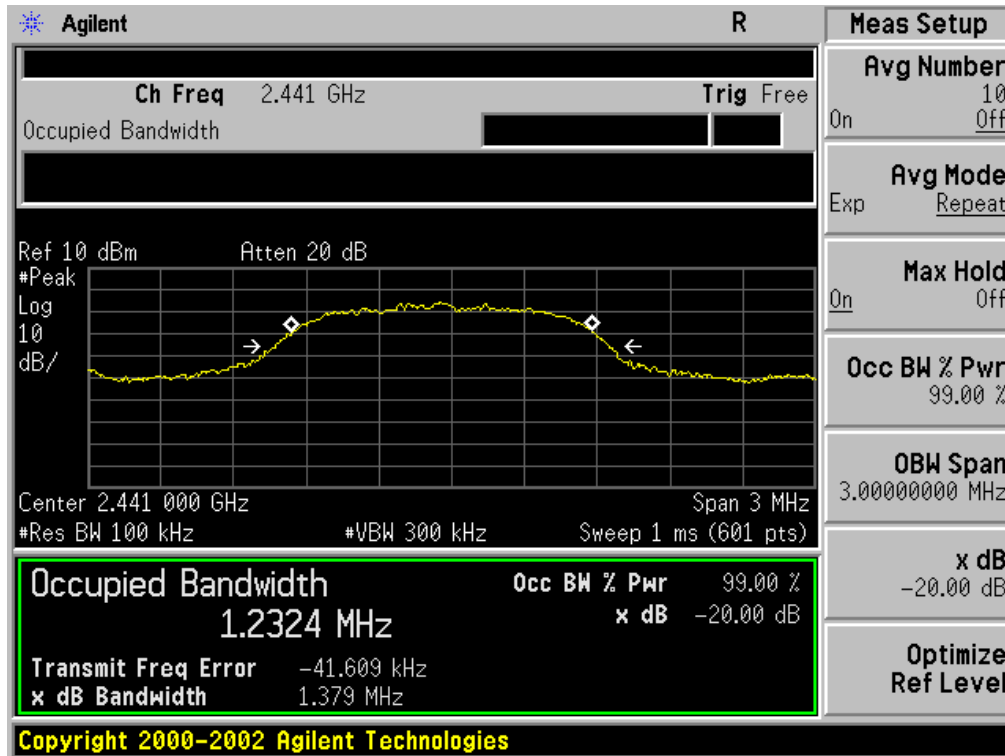 Agilent R Meas Setup
Ch Freq 2.441 GHz Trig Free
Occupied Bandwidth
Ref 10 dBm Atten 20 dB
#Peak
Log
10
dB/
Center 2.441 000 GHz Span 3 MHz
#Res BW 100 kHz #VBW 300 kHz Sweep 1 ms (601 pts)
Occupied Bandwidth Occ BW % Pwr 99.00 %
1.2324 MHz x dB -20.00 dB
Transmit Freq Error -41.609 kHz
x dB Bandwidth 1.379 MHz
Avg Number
10
On Off
Avg Mode
Exp Repeat
Max Hold
On Off
Occ BW % Pwr
99.00 %
OBW Span
3.00000000 MHz
x dB
-20.00 dB
Optimize
Ref Level
Copyright 2000-2002 Agilent Technologies